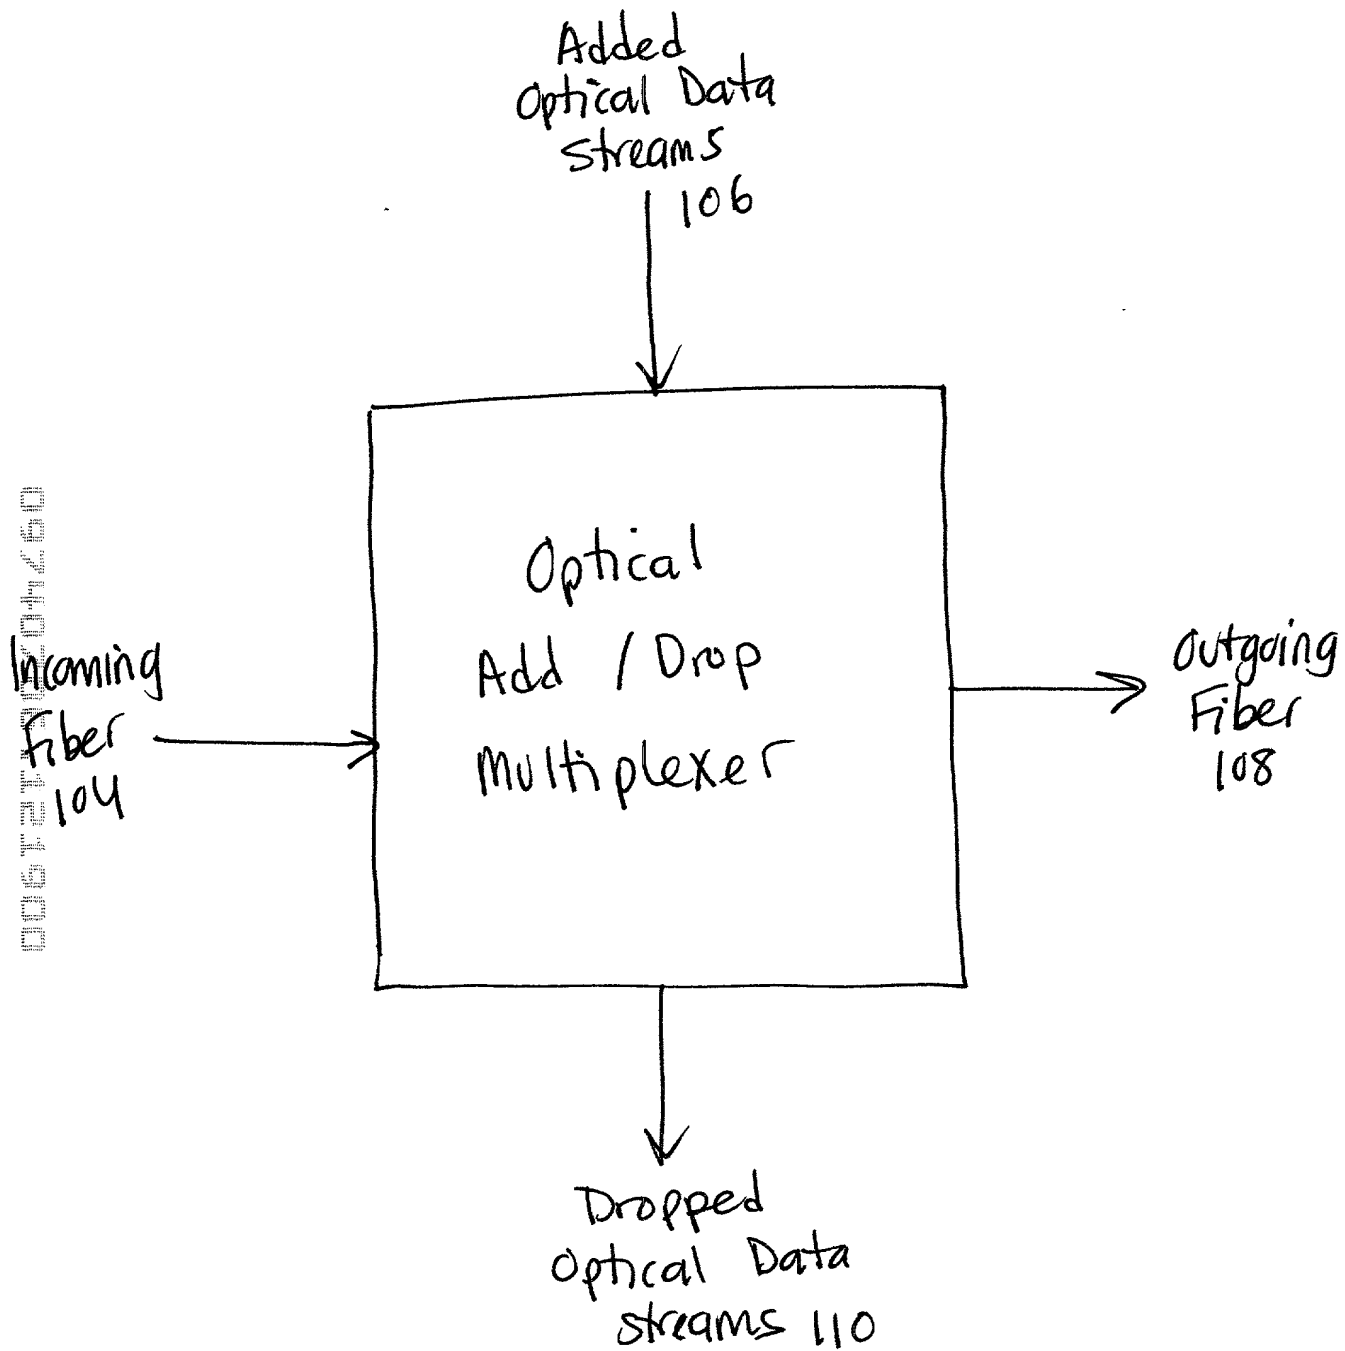 Added
Optical Data
Streams
106
Optical
Add / Drop
Multiplexer
Incoming
Fiber
104
Outgoing
Fiber
108
Dropped
Optical Data
Streams 110